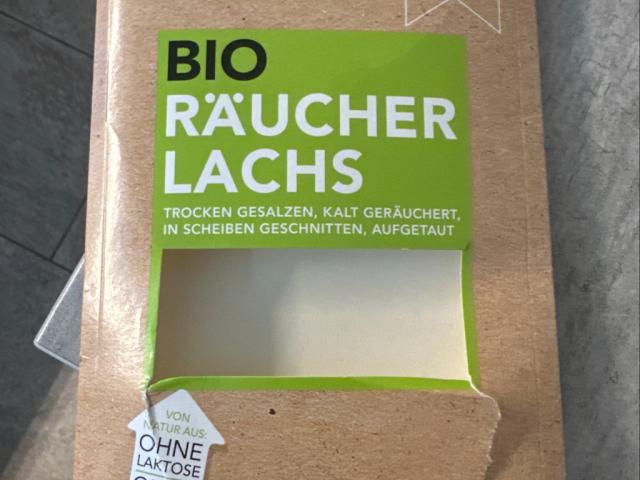 BIO
RÄUCHER
LACHS
TROCKEN GESALZEN, KALT GERÄUCHERT,
IN SCHEIBEN GESCHNITTEN, AUFGETAUT
VON
NATUR AUS:
OHNE
LAKTOSE